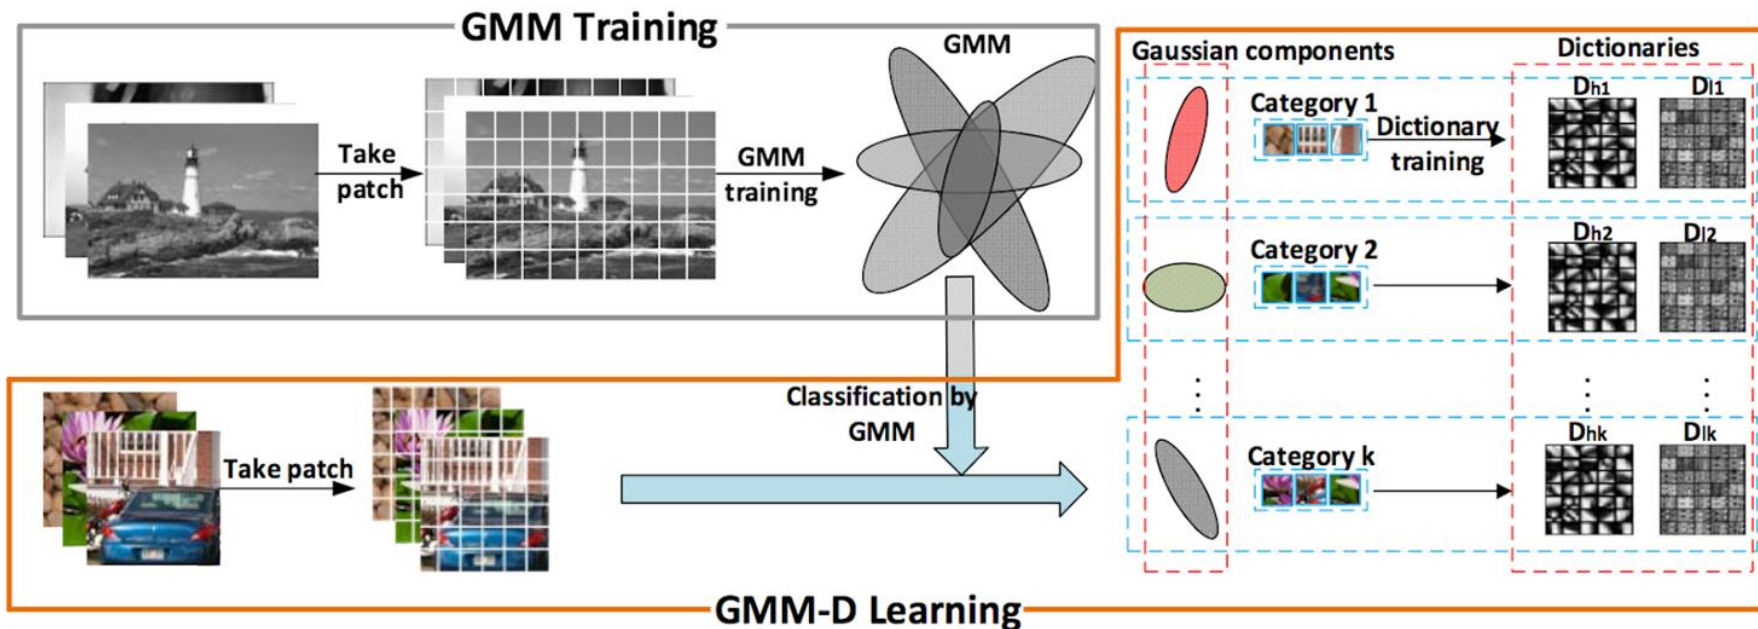 GMM Training
GMM
Take
patch
GMM
training
Gaussian components
Dictionaries
Category 1
Dictionary
training
Dh1
Dl1
Category 2
Dh2
Dl2
Classification by
GMM
Take patch
Category k
Dhk
Dlk
GMM-D Learning